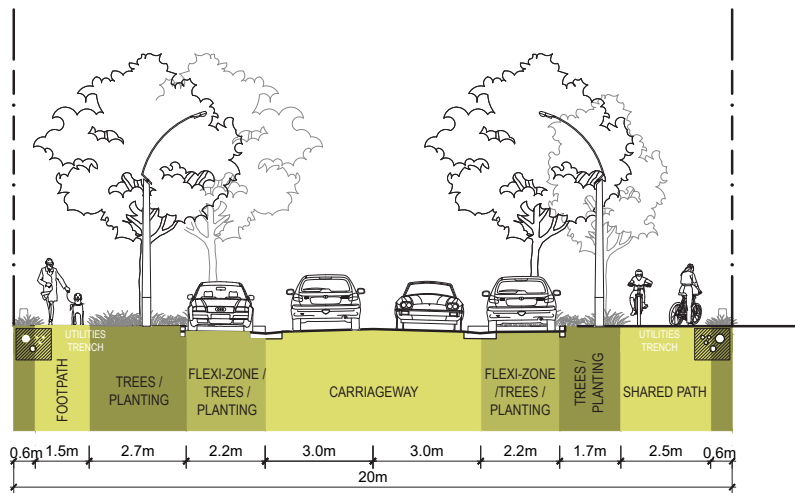 UTILITIES
TRENCH
UTILITIES
TRENCH
FOOTPATH
TREES /
PLANTING
FLEXI-ZONE /
TREES /
PLANTING
CARRIAGEWAY
FLEXI-ZONE
/TREES /
PLANTING
TREES /
PLANTING
SHARED PATH
0.6m 1.5m 2.7m 2.2m 3.0m 3.0m 2.2m 1.7m 2.5m 0.6m
20m